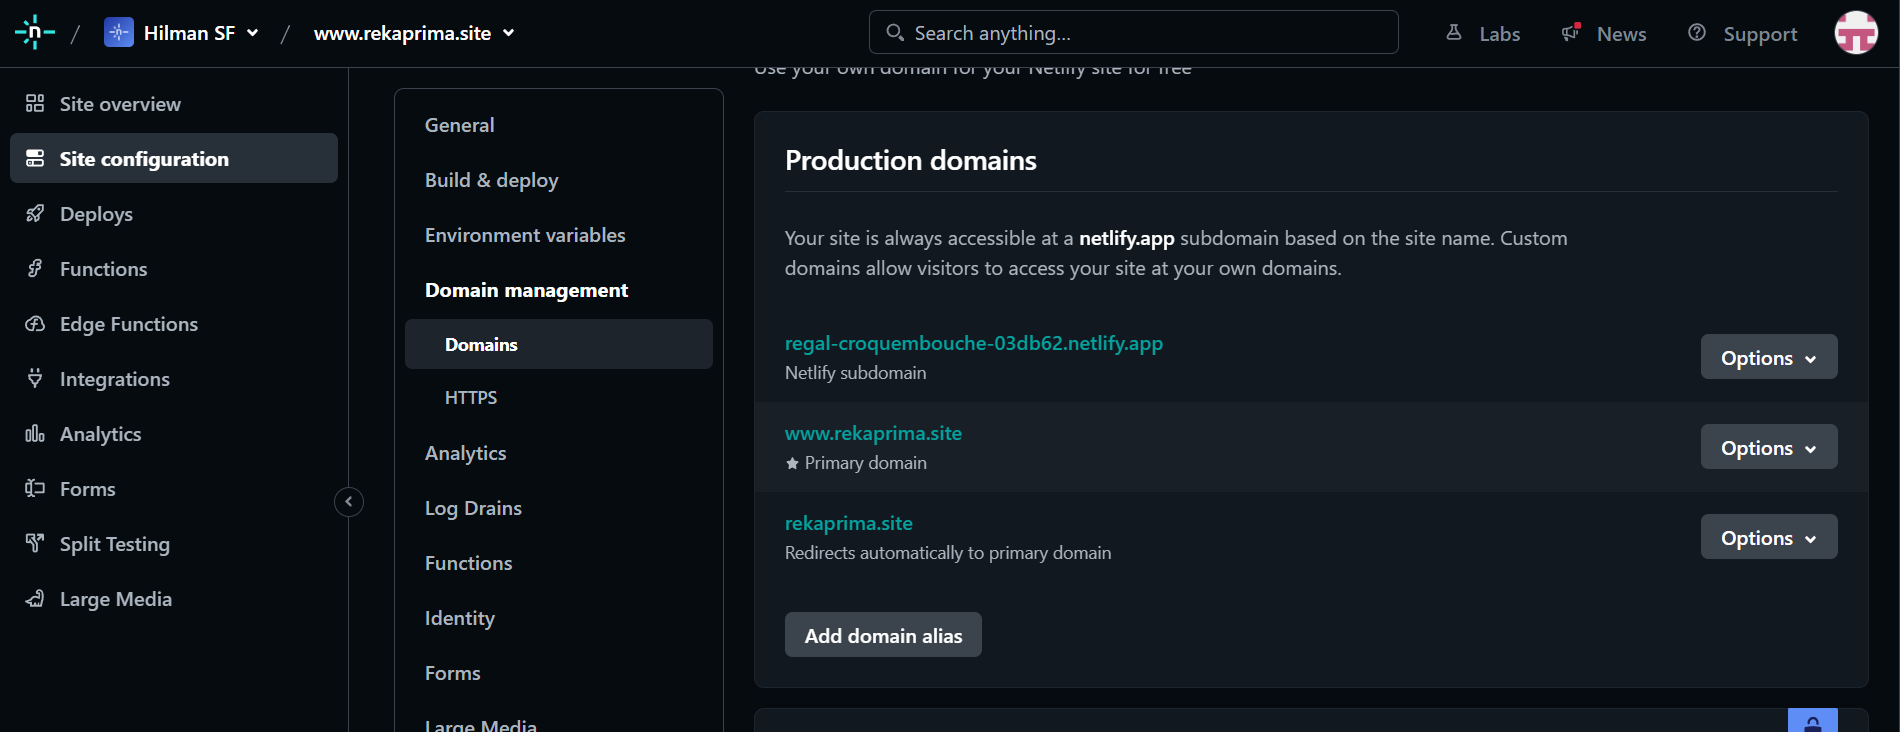 n / Hilman SF / www.rekaprima.site
Search anything...
Labs
News
Support
Site overview
Site configuration
Deploys
Functions
Edge Functions
Integrations
Analytics
Forms
Split Testing
Large Media
General
Build & deploy
Environment variables
Domain management
Domains
HTTPS
Analytics
Log Drains
Functions
Identity
Forms
Large Media
Use your own domain for your Netlify site for free
Production domains
Your site is always accessible at a netlify.app subdomain based on the site name. Custom
domains allow visitors to access your site at your own domains.
regal-croquembouche-03db62.netlify.app
Netlify subdomain
Options
www.rekaprima.site
★ Primary domain
Options
rekaprima.site
Redirects automatically to primary domain
Options
Add domain alias